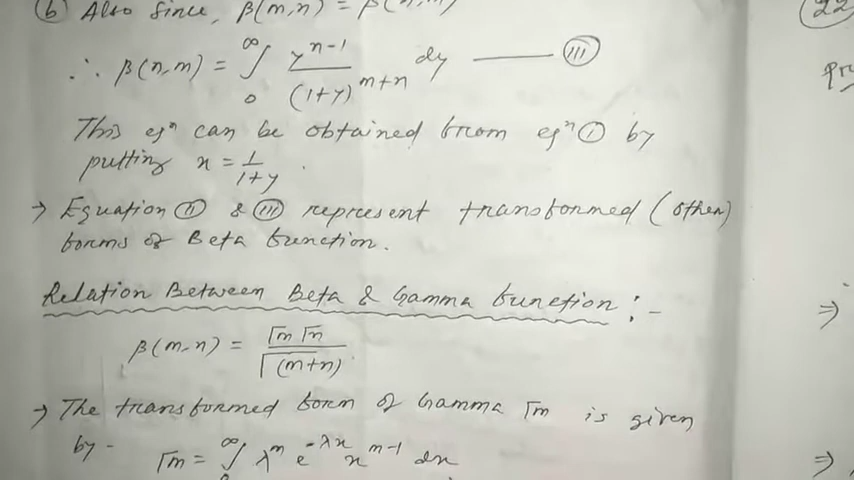 (b) Also since, β(m,n) = β(n,m)
(22
∴ β(n,m) = ∫₀^∞ y^(n-1) / (1+y)^(m+n) dy —— (III)
This eqⁿ can be obtained from eqⁿ (I) by
putting x = 1/(1+y).
→ Equation (II) & (III) represent transformed (other)
forms of Beta function.
Relation Between Beta & Gamma function :-
β(m,n) = Γm Γn / Γ(m+n)
→ The transformed form of Gamma Γm is given
by - Γm = ∫₀^∞ λ^m e^(-λx) x^(m-1) dx
⇒
⇒